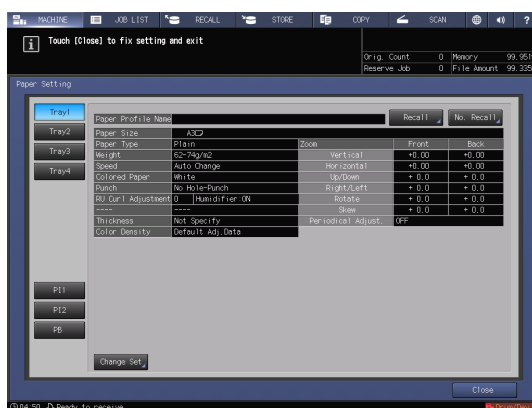 MACHINE JOB LIST RECALL STORE COPY SCAN ?
Touch [Close] to fix setting and exit
Orig. Count 0 Memory 99.951
Reserve Job 0 File Amount 99.335
Paper Setting
Tray1
Tray2
Tray3
Tray4
PI1
PI2
PB
Paper Profile Name Recall No. Recall
Paper Size A3
Paper Type Plain Zoom Front Back
Weight 62-74g/m2 Vertical +0.00 +0.00
Speed Auto Change Horizontal +0.00 +0.00
Colored Paper White Up/Down + 0.0 + 0.0
Punch No Hole-Punch Right/Left + 0.0 + 0.0
RU Curl Adjustment 0 Humidifier:ON Rotate + 0.0 + 0.0
---- ---- Skew + 0.0 + 0.0
Thickness Not Specify Periodical Adjust. OFF
Color Density Default Adj.Data
Change Set
Close
04:50 Ready to receive